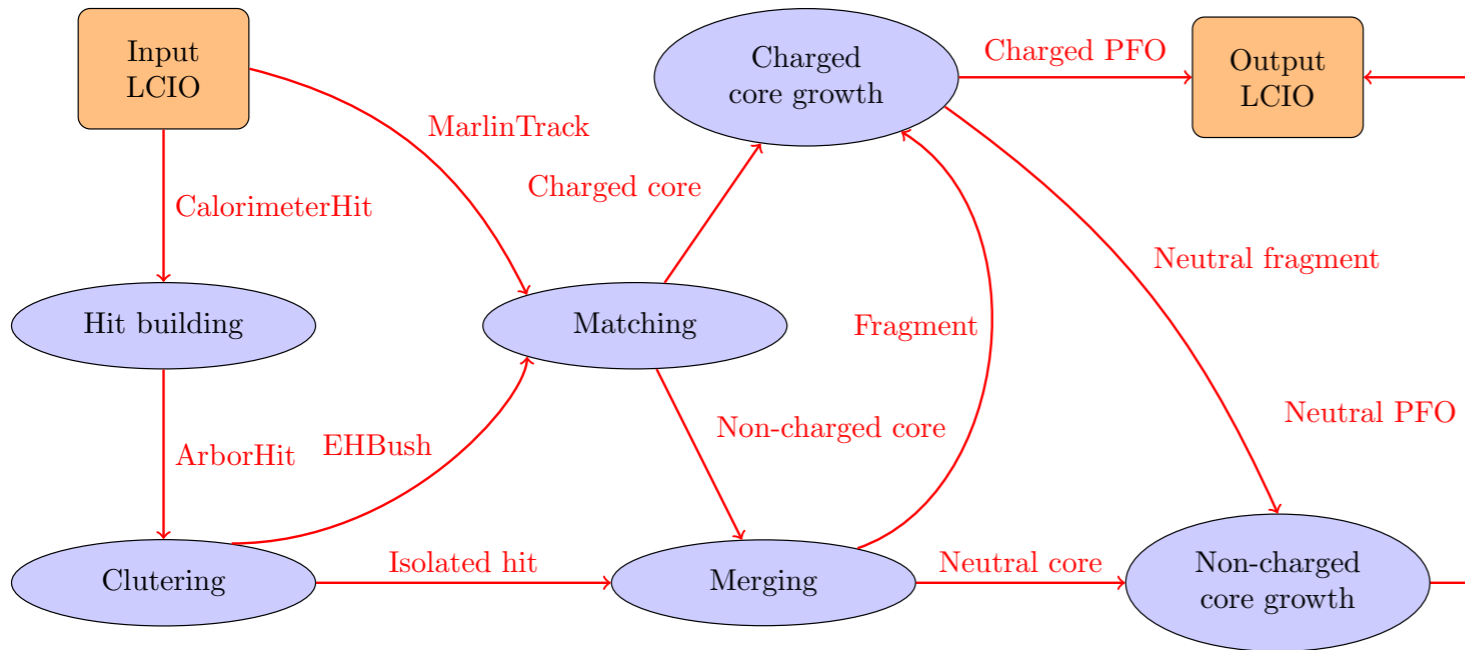 Input
LCIO
Charged
core growth
Charged PFO
Output
LCIO
MarlinTrack
Charged core
CalorimeterHit
Neutral fragment
Hit building
Matching
Fragment
Neutral PFO
Non-charged core
EHBush
ArborHit
Isolated hit
Neutral core
Clutering
Merging
Non-charged
core growth